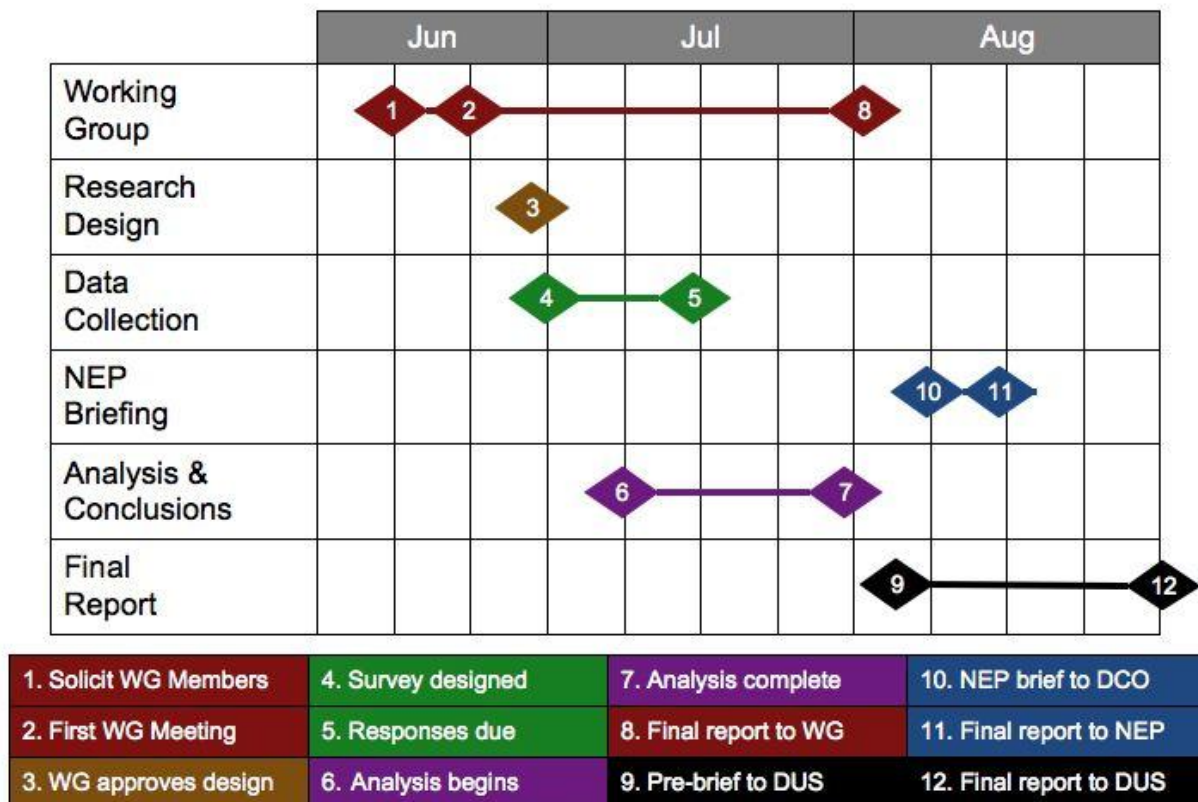 Jun Jul Aug
Working
Group
1 2 8
Research
Design
3
Data
Collection
4 5
NEP
Briefing
10 11
Analysis &
Conclusions
6 7
Final
Report
9 12
1. Solicit WG Members 4. Survey designed 7. Analysis complete 10. NEP brief to DCO
2. First WG Meeting 5. Responses due 8. Final report to WG 11. Final report to NEP
3. WG approves design 6. Analysis begins 9. Pre-brief to DUS 12. Final report to DUS